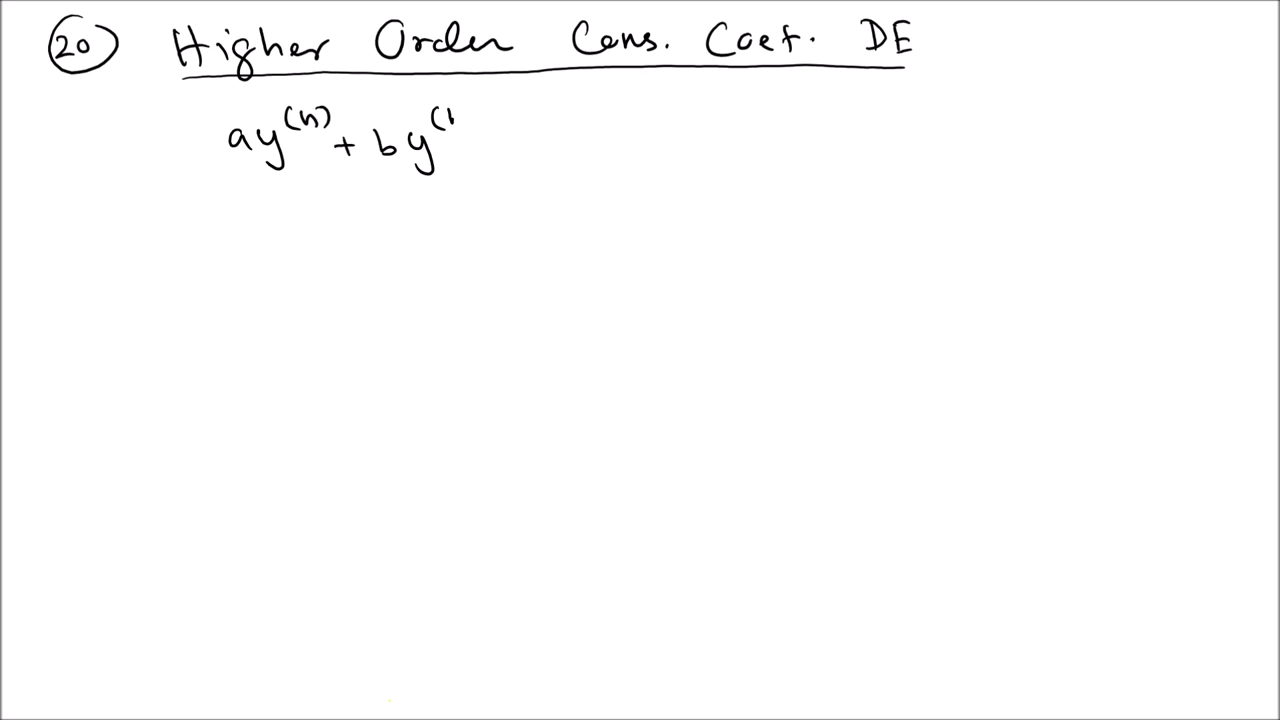 20 Higher Order Cons. Coef. DE
ay^(n) + by^(